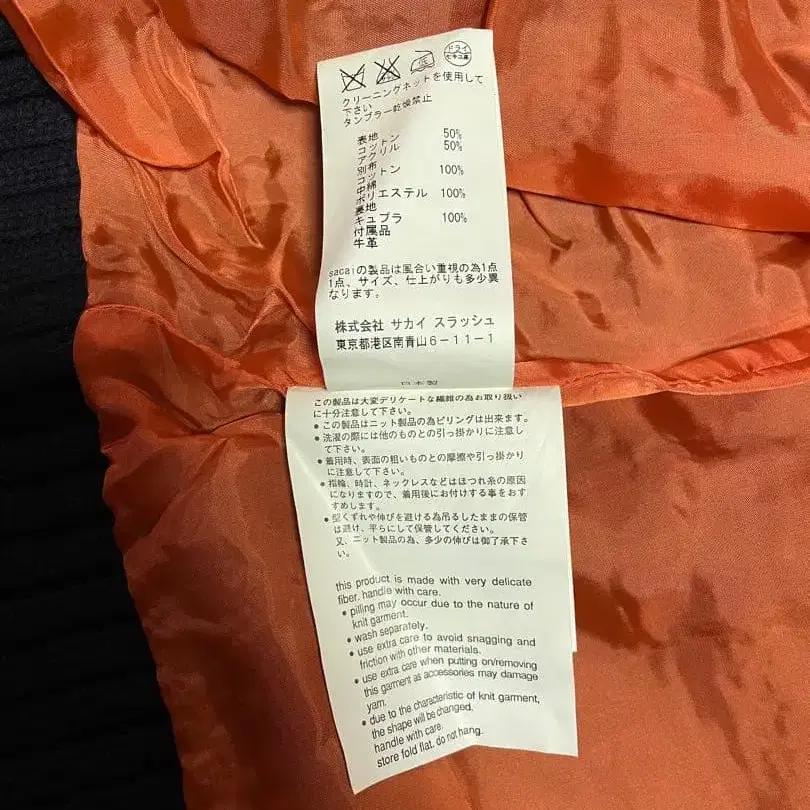 ドライ
セキユ系
クリーニングネットを使用して
下さい
タンブラー乾燥禁止
表地
コットン 50%
アクリル 50%
別布
コットン 100%
中綿
ポリエステル 100%
裏地
キュプラ 100%
付属品
牛革
sacaiの製品は風合い重視の為1点
1点、サイズ、仕上がりも多少異
なります。
株式会社 サカイ スラッシュ
東京都港区南青山6-11-1
日本製
この製品は大変デリケートな繊維の為お取り扱い
に十分注意して下さい。
• この製品はニット製品の為ピリングは出来ます。
• 洗濯の際には他のものとの引っ掛かりに注意し
て下さい。
• 着用時、表面の粗いものとの摩擦や引っ掛かり
に注意して下さい。
• 指輪、時計、ネックレスなどはほつれ糸の原因
になりますので、着用後にお付けする事をおす
すめします。
• 型くずれや伸びを避ける為吊るしたままの保管
は避け、平らにして保管してください。
又、ニット製品の為、多少の伸びは御了承下さ
い。
this product is made with very delicate
fiber. handle with care.
• pilling may occur due to the nature of
knit garment.
• wash separately.
• use extra care to avoid snagging and
friction with other materials.
• use extra care when putting on/removing
this garment as accessories may damage
yarn.
• due to the characteristic of knit garment,
the shape will be changed.
handle with care.
store fold flat. do not hang.